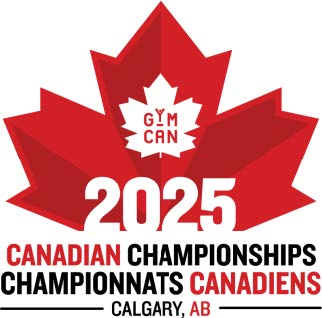 GYM
CAN
2025
CANADIAN CHAMPIONSHIPS
CHAMPIONNATS CANADIENS
CALGARY, AB